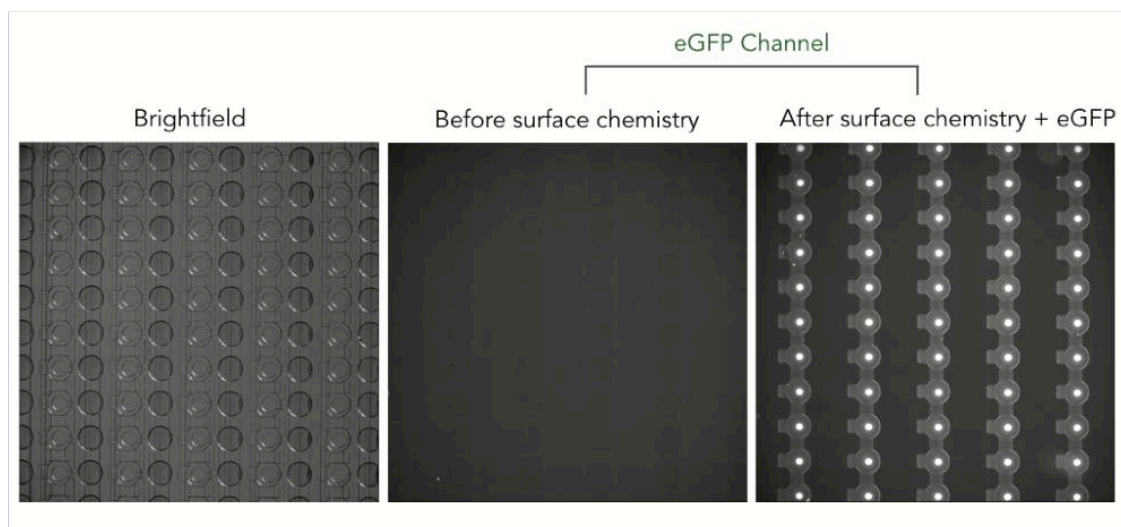 eGFP Channel
Brightfield
Before surface chemistry
After surface chemistry + eGFP